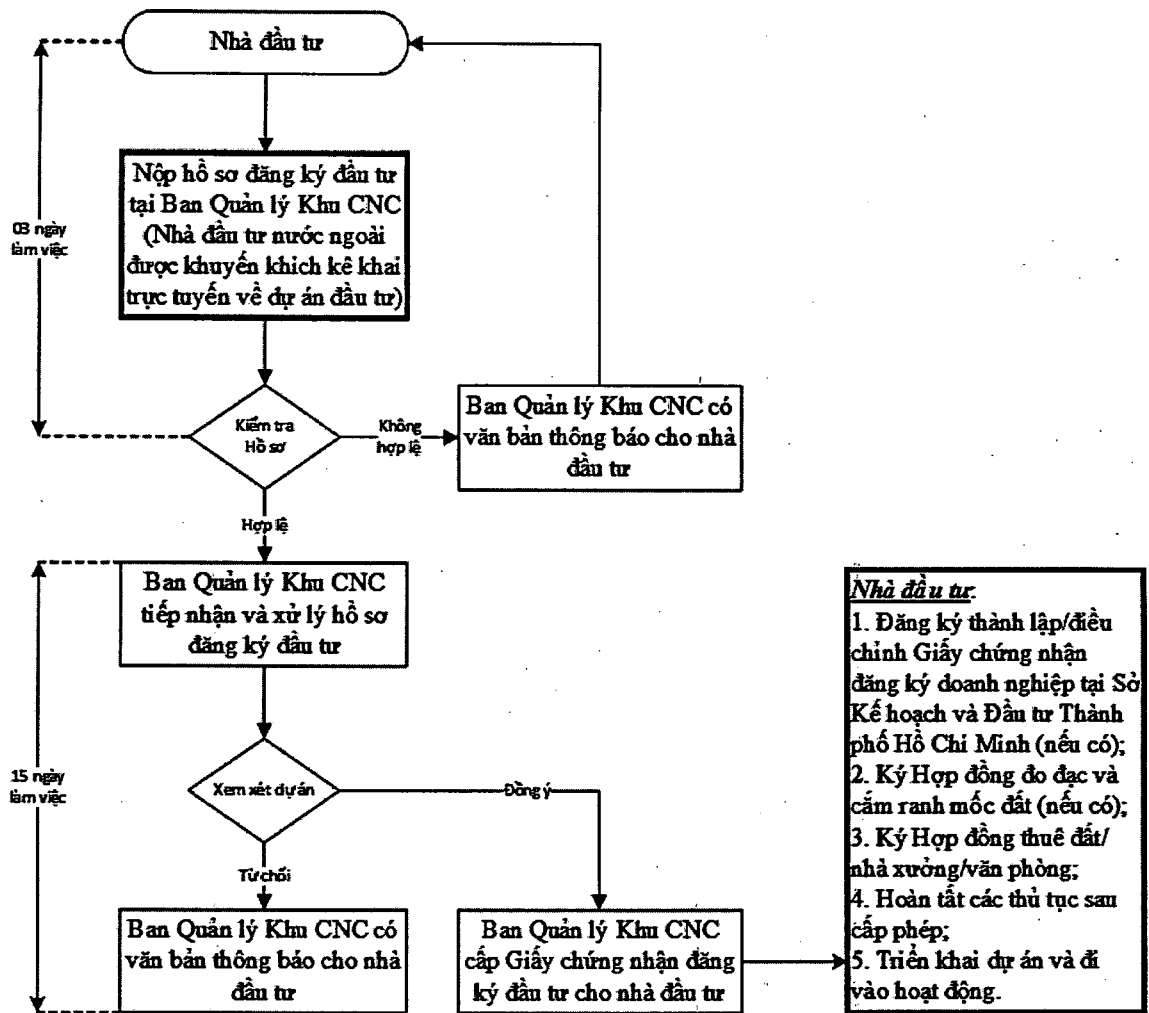 Nhà đầu tư
Nộp hồ sơ đăng ký đầu tư
tại Ban Quản lý Khu CNC
(Nhà đầu tư nước ngoài
được khuyến khích kê khai
trực tuyến về dự án đầu tư)
03 ngày
làm việc
Kiểm tra
Hồ sơ
Không
hợp lệ
Ban Quản lý Khu CNC có
văn bản thông báo cho nhà
đầu tư
Hợp lệ
Ban Quản lý Khu CNC
tiếp nhận và xử lý hồ sơ
đăng ký đầu tư
15 ngày
làm việc
Xem xét dự án
Đồng ý
Từ chối
Ban Quản lý Khu CNC có
văn bản thông báo cho nhà
đầu tư
Ban Quản lý Khu CNC
cấp Giấy chứng nhận đăng
ký đầu tư cho nhà đầu tư
Nhà đầu tư:
1. Đăng ký thành lập/điều
chỉnh Giấy chứng nhận
đăng ký doanh nghiệp tại Sở
Kế hoạch và Đầu tư Thành
phố Hồ Chí Minh (nếu có);
2. Ký Hợp đồng đo đạc và
cắm ranh mốc đất (nếu có);
3. Ký Hợp đồng thuê đất/
nhà xưởng/văn phòng;
4. Hoàn tất các thủ tục sau
cấp phép;
5. Triển khai dự án và đi
vào hoạt động.